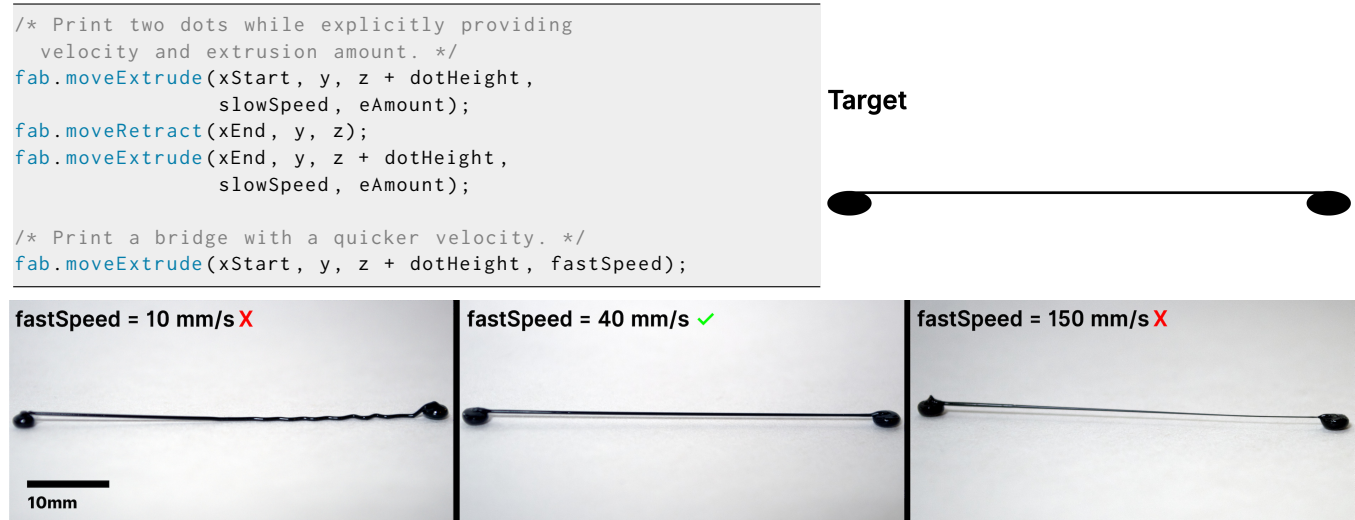 /* Print two dots while explicitly providing
velocity and extrusion amount. */
fab.moveExtrude(xStart, y, z + dotHeight,
slowSpeed, eAmount);
fab.moveRetract(xEnd, y, z);
fab.moveExtrude(xEnd, y, z + dotHeight,
slowSpeed, eAmount);
/* Print a bridge with a quicker velocity. */
fab.moveExtrude(xStart, y, z + dotHeight, fastSpeed);
Target
fastSpeed = 10 mm/s X
fastSpeed = 40 mm/s ✓
fastSpeed = 150 mm/s X
10mm